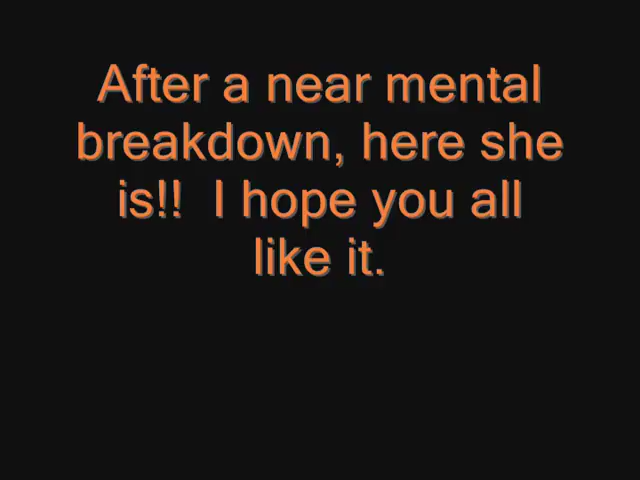 After a near mental
breakdown, here she
is!!  I hope you all
like it.